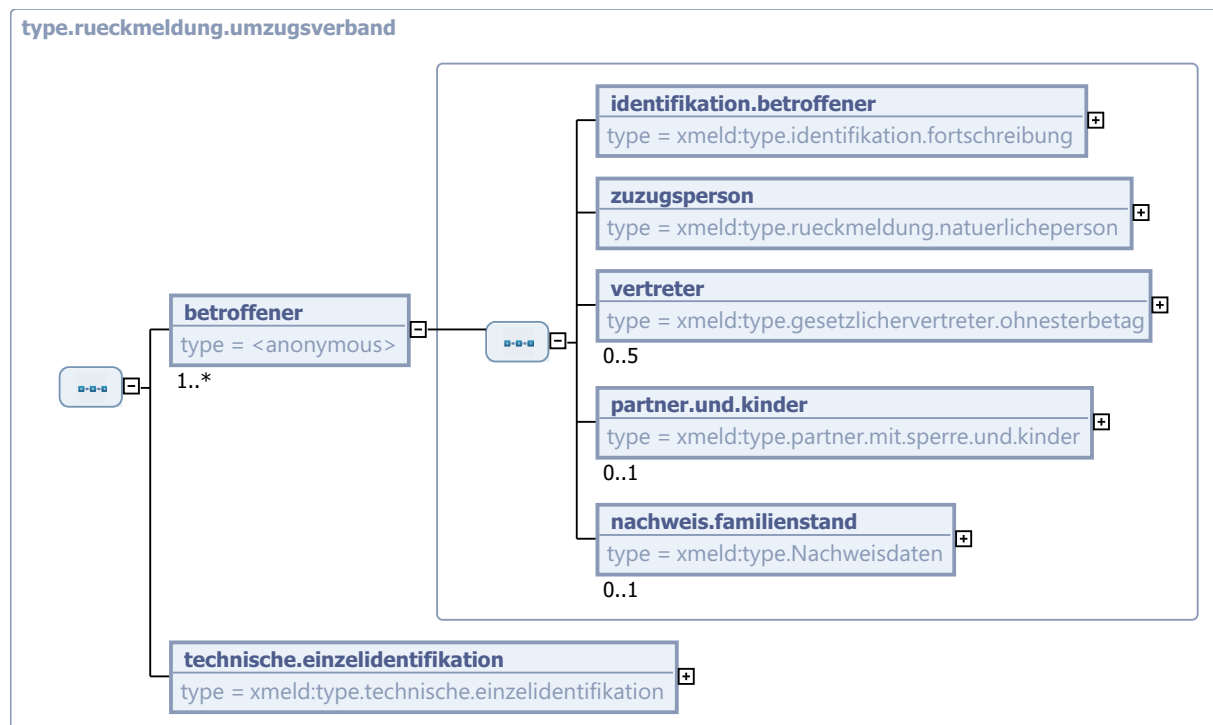 type.rueckmeldung.umzugsverband
identifikation.betroffener
type = xmeld:type.identifikation.fortschreibung
zuzugsperson
type = xmeld:type.rueckmeldung.natuerlicheperson
vertreter
type = xmeld:type.gesetzlichervertreter.ohnesterbetag
0..5
betroffener
type = <anonymous>
1..*
partner.und.kinder
type = xmeld:type.partner.mit.sperre.und.kinder
0..1
nachweis.familienstand
type = xmeld:type.Nachweisdaten
0..1
technische.einzelidentifikation
type = xmeld:type.technische.einzelidentifikation